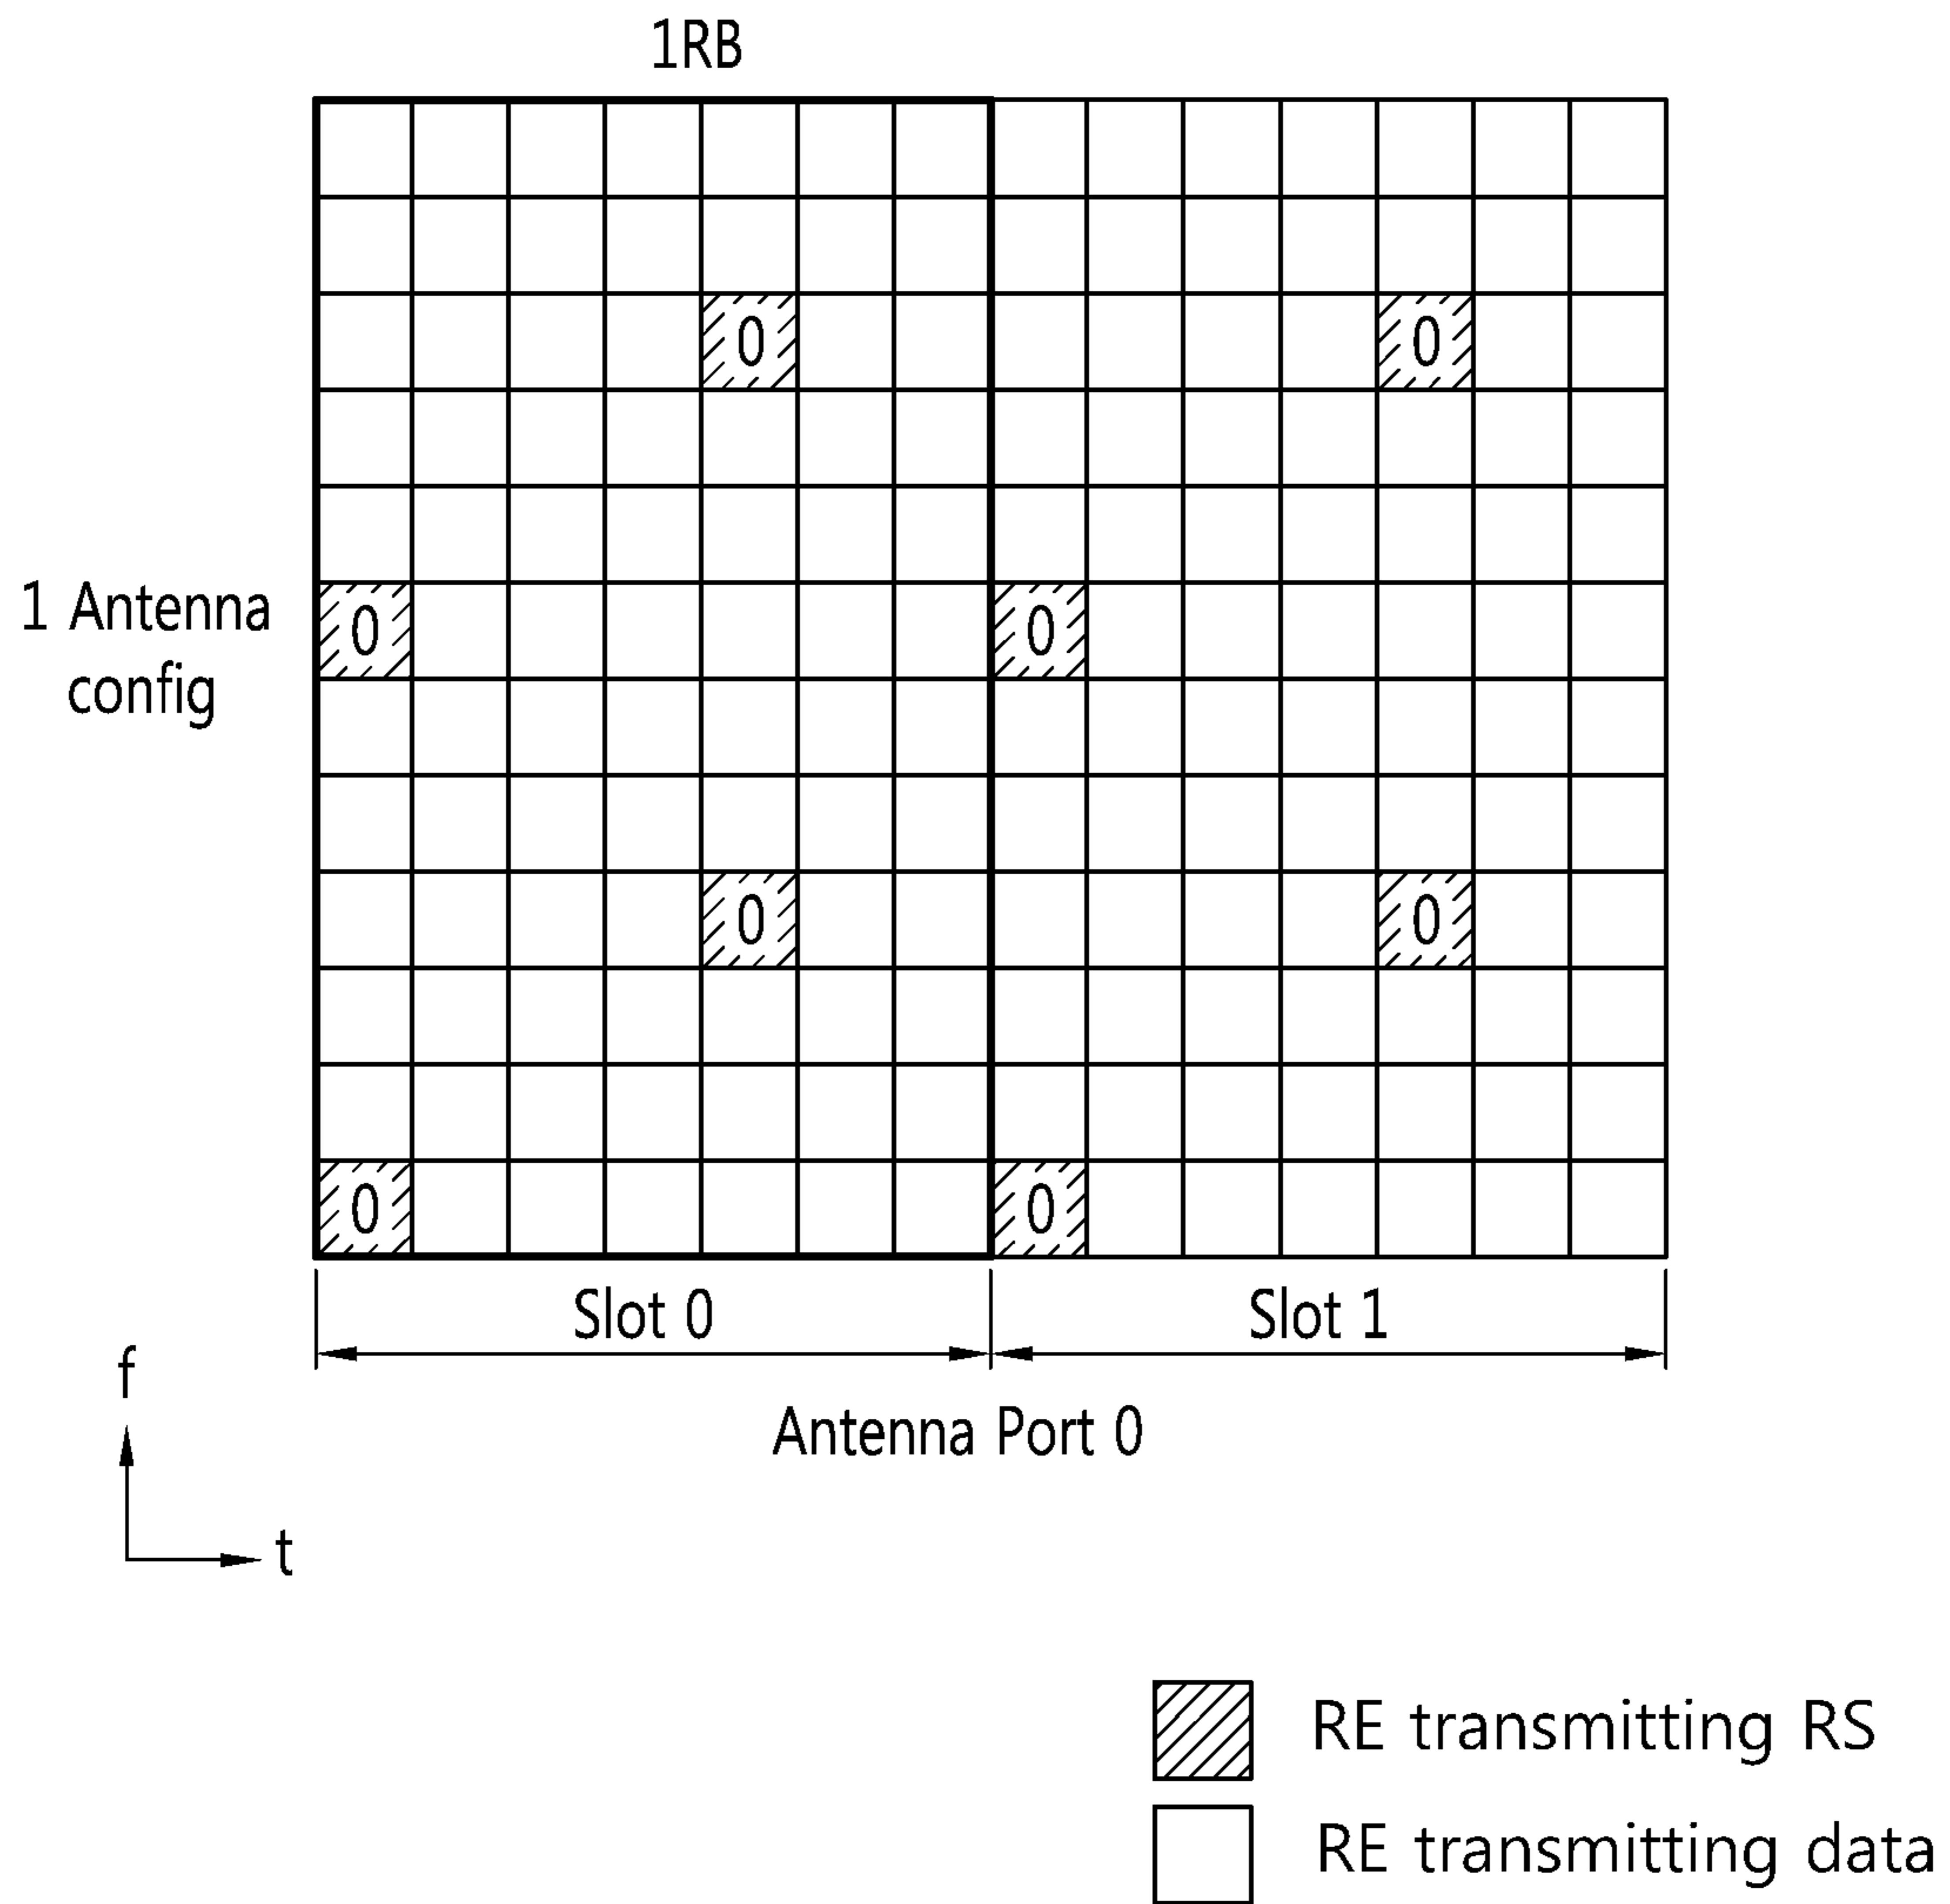 1RB
0 0
1 Antenna
config
0 0
0 0
0 0
Slot 0 Slot 1
Antenna Port 0
f
t
RE transmitting RS
RE transmitting data